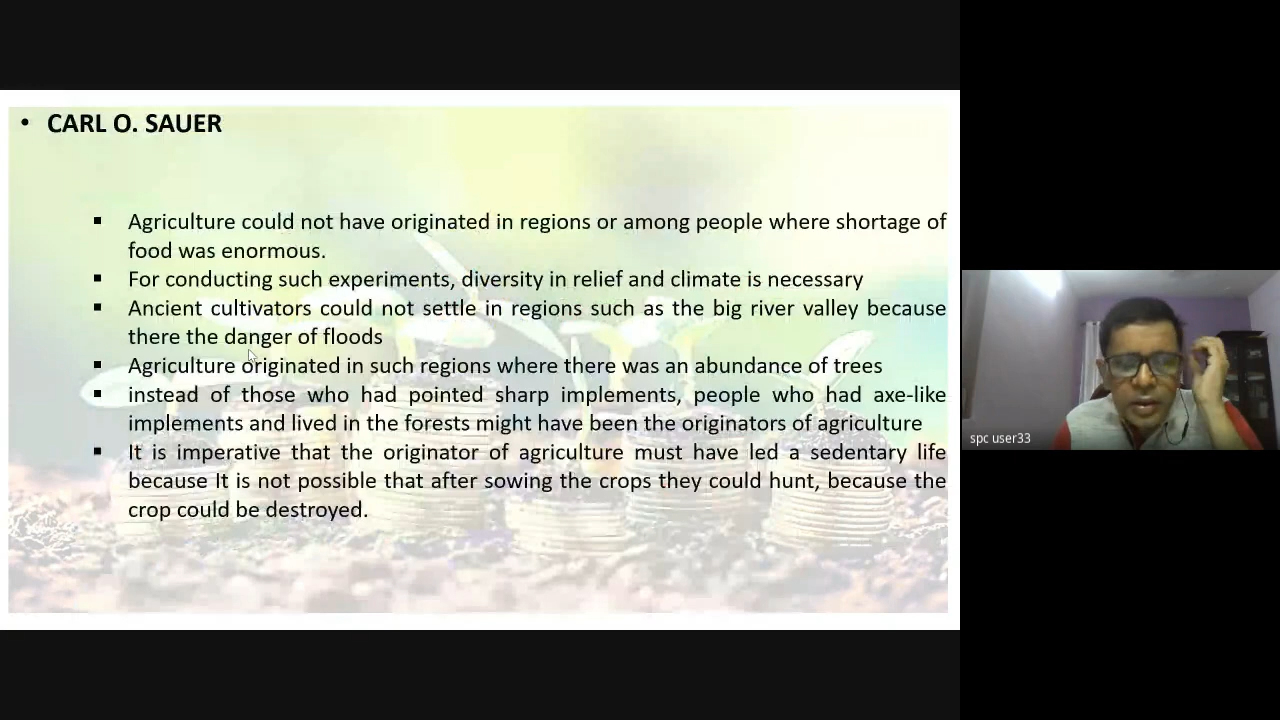 • CARL O. SAUER
▪ Agriculture could not have originated in regions or among people where shortage of
food was enormous.
▪ For conducting such experiments, diversity in relief and climate is necessary
▪ Ancient cultivators could not settle in regions such as the big river valley because
there the danger of floods
▪ Agriculture originated in such regions where there was an abundance of trees
▪ instead of those who had pointed sharp implements, people who had axe-like
implements and lived in the forests might have been the originators of agriculture
▪ It is imperative that the originator of agriculture must have led a sedentary life
because It is not possible that after sowing the crops they could hunt, because the
crop could be destroyed.
spc user33